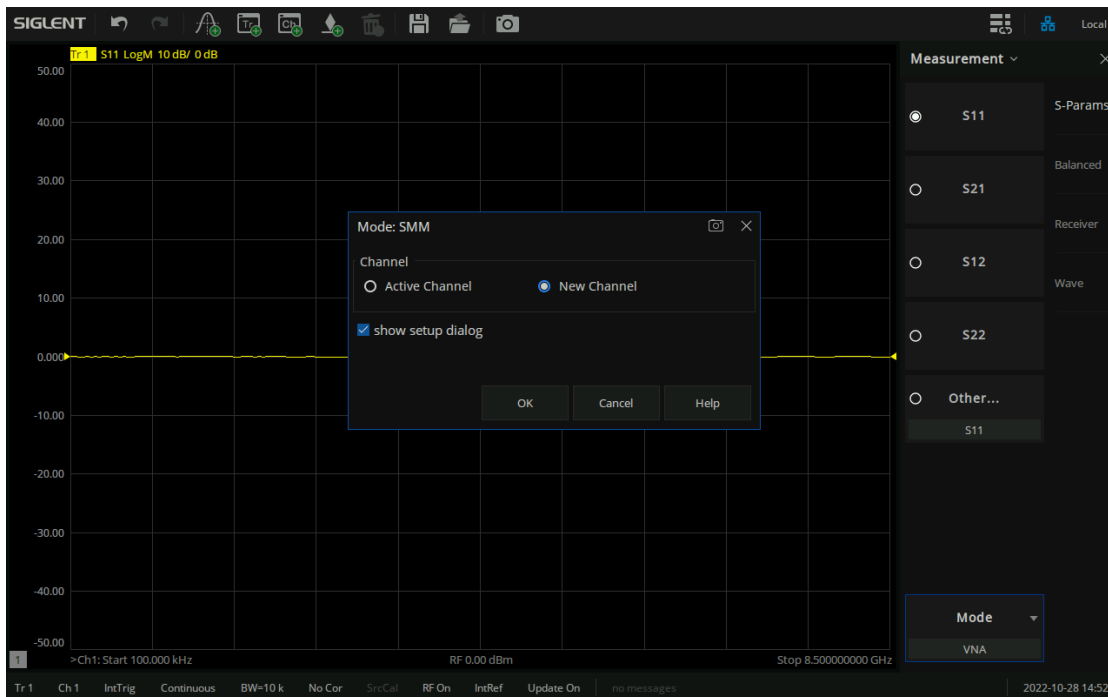 SIGLENT Tr Ch Local
Tr 1 S11 LogM 10 dB/ 0 dB
50.00
40.00
30.00
20.00
10.00
0.000
-10.00
-20.00
-30.00
-40.00
-50.00
Mode: SMM
Channel
Active Channel New Channel
show setup dialog
OK Cancel Help
Measurement
S11
S21
S12
S22
Other...
S11
S-Params
Balanced
Receiver
Wave
Mode
VNA
1 >Ch1: Start 100.000 kHz RF 0.00 dBm Stop 8.500000000 GHz
Tr 1 Ch 1 IntTrig Continuous BW=10 k No Cor SrcCal RF On IntRef Update On no messages 2022-10-28 14:52